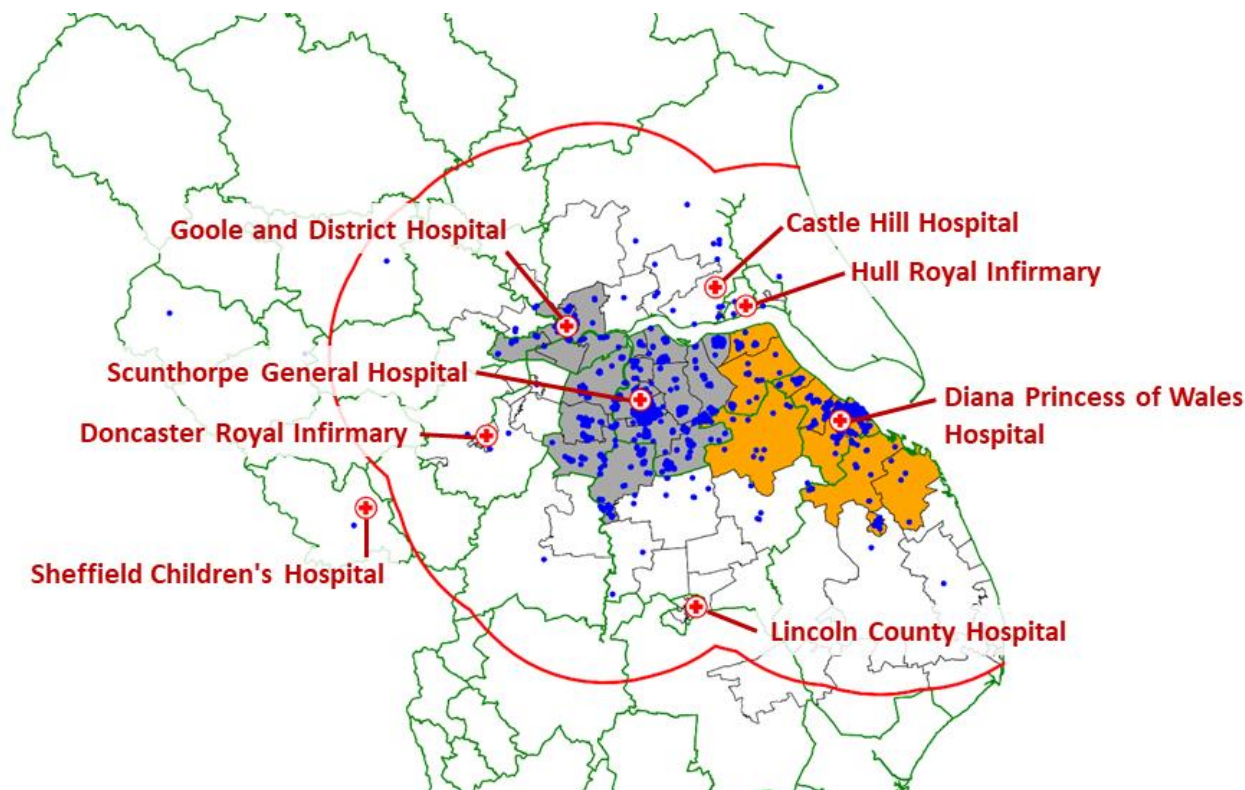 Goole and District Hospital
Castle Hill Hospital
Hull Royal Infirmary
Scunthorpe General Hospital
Diana Princess of Wales
Hospital
Doncaster Royal Infirmary
Sheffield Children's Hospital
Lincoln County Hospital